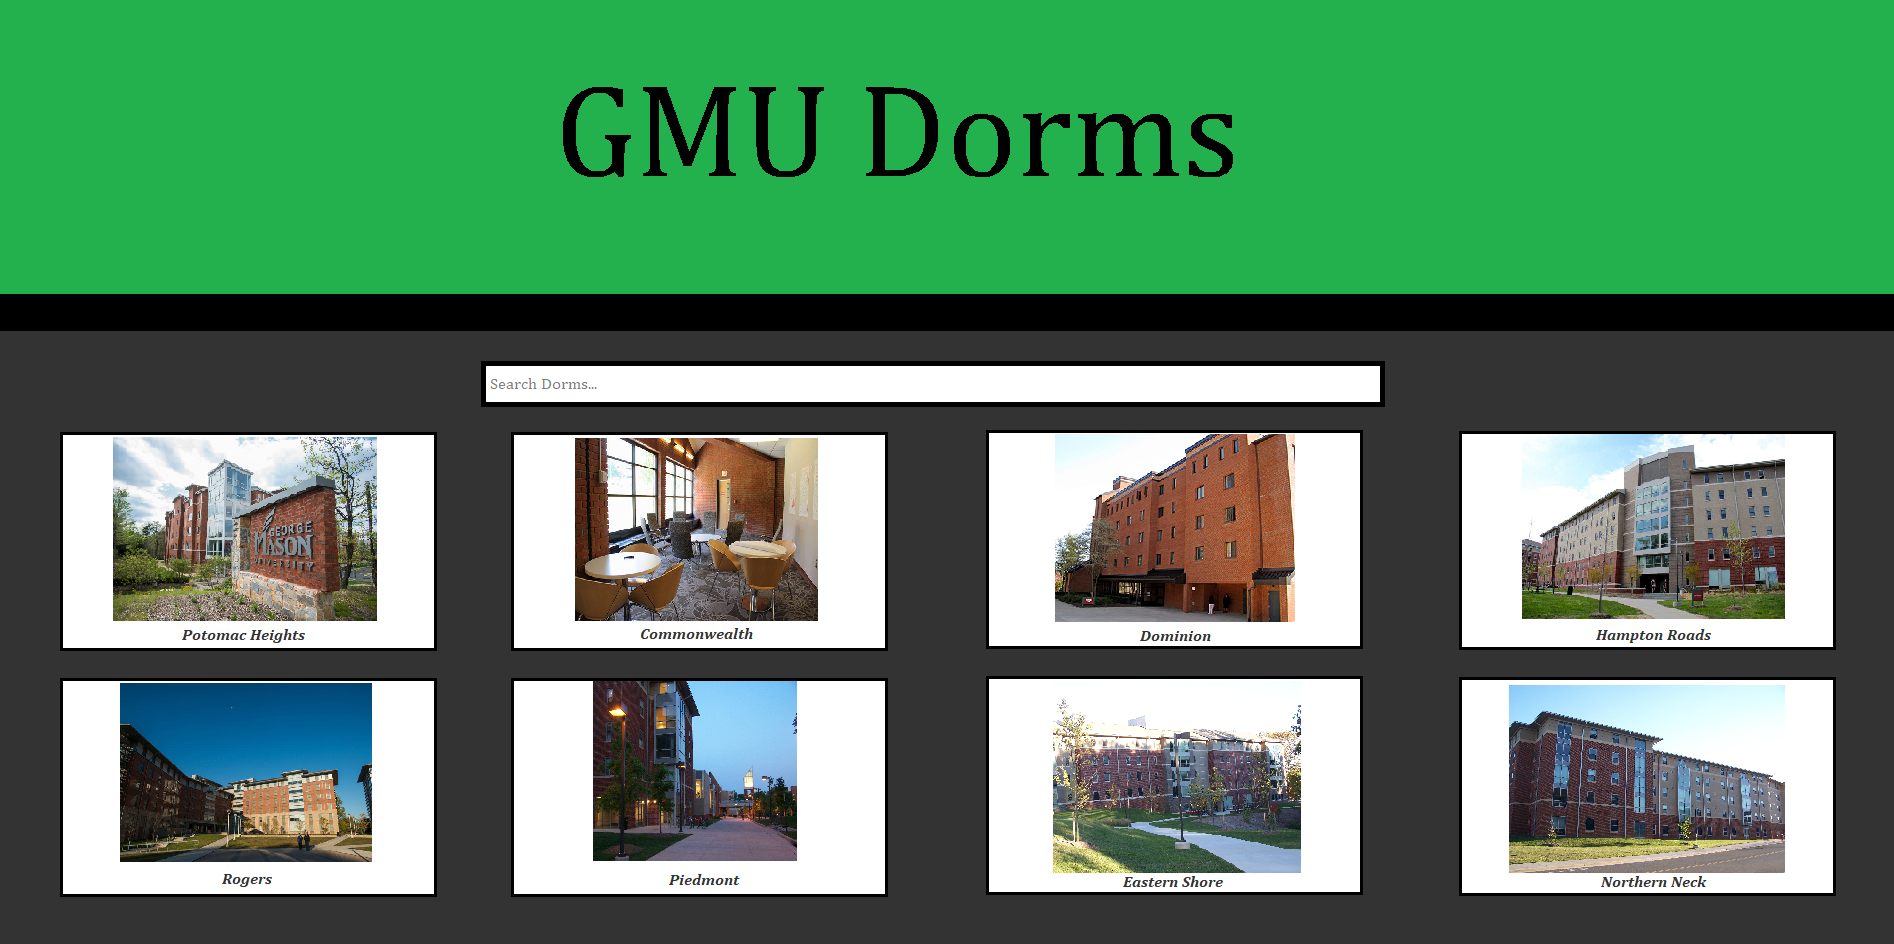 GMU Dorms
Search Dorms...
GEORGE
MASON
UNIVERSITY
Potomac Heights
Commonwealth
Dominion
Hampton Roads
Rogers
Piedmont
Eastern Shore
Northern Neck